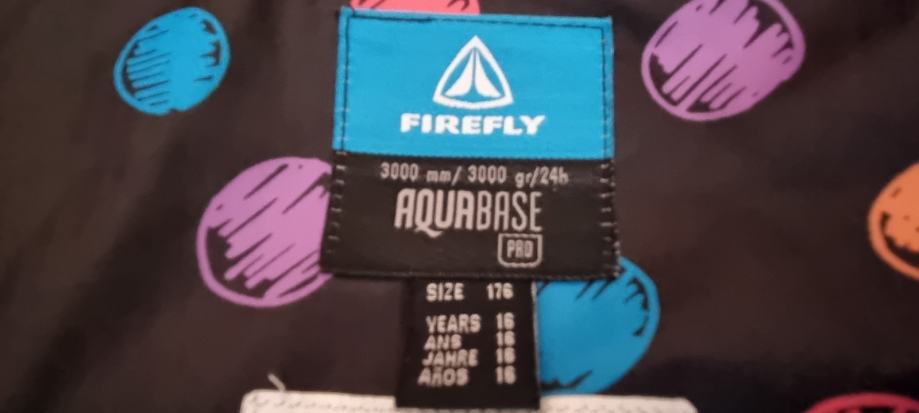 FIREFLY
3000 mm/ 3000 gr/24h
AQUABASE
PRO
SIZE 176
YEARS 16
ANS 16
JAHRE 16
AÑOS 16